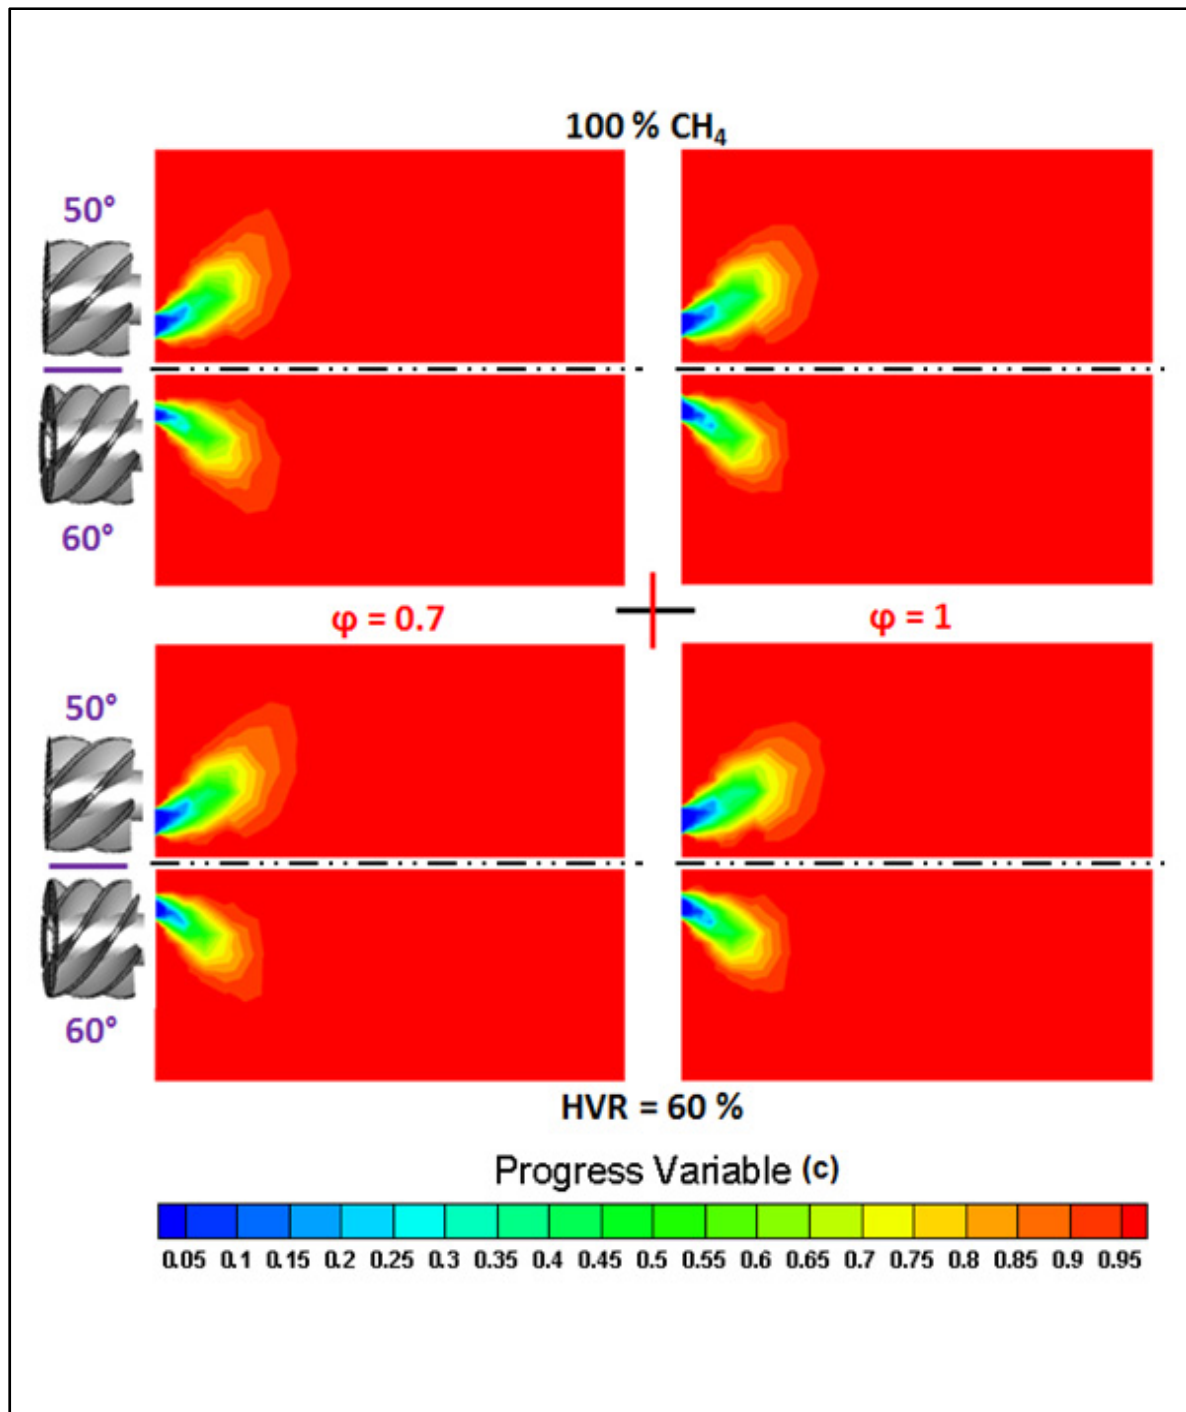 100 % CH₄
50°
60°
φ = 0.7
φ = 1
50°
60°
HVR = 60 %
Progress Variable (c)
0.05 0.1 0.15 0.2 0.25 0.3 0.35 0.4 0.45 0.5 0.55 0.6 0.65 0.7 0.75 0.8 0.85 0.9 0.95